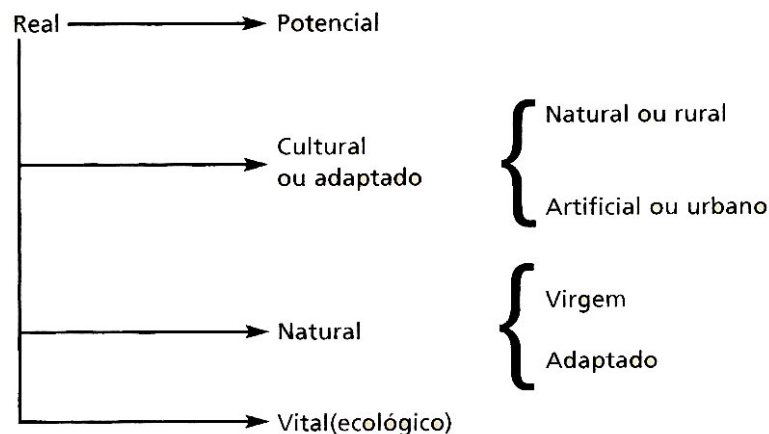 Real
Potencial
Cultural
ou adaptado
Natural ou rural
Artificial ou urbano
Natural
Virgem
Adaptado
Vital(ecológico)